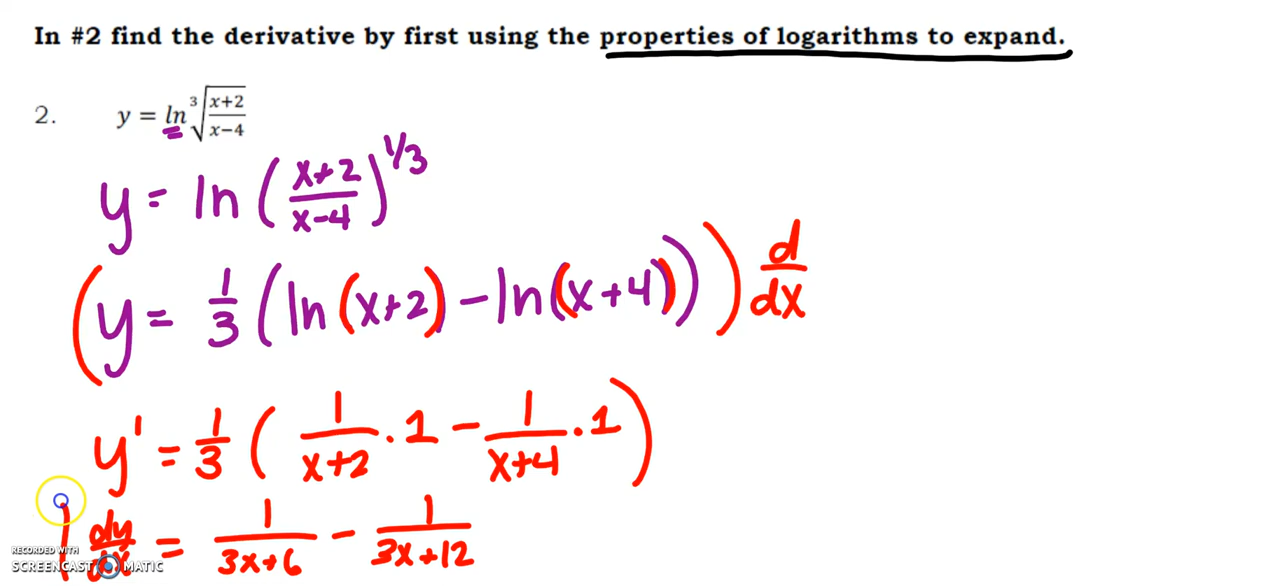 In #2 find the derivative by first using the properties of logarithms to expand.
2. y = ln ∛((x+2)/(x−4))
y = ln ((x+2)/(x−4))^(1/3)
(y = 1/3 (ln(x+2) − ln(x+4))) d/dx
y' = 1/3 (1/(x+2) · 1 − 1/(x+4) · 1)
dy/dx = 1/(3x+6) − 1/(3x+12)
RECORDED WITH
SCREENCAST MATIC